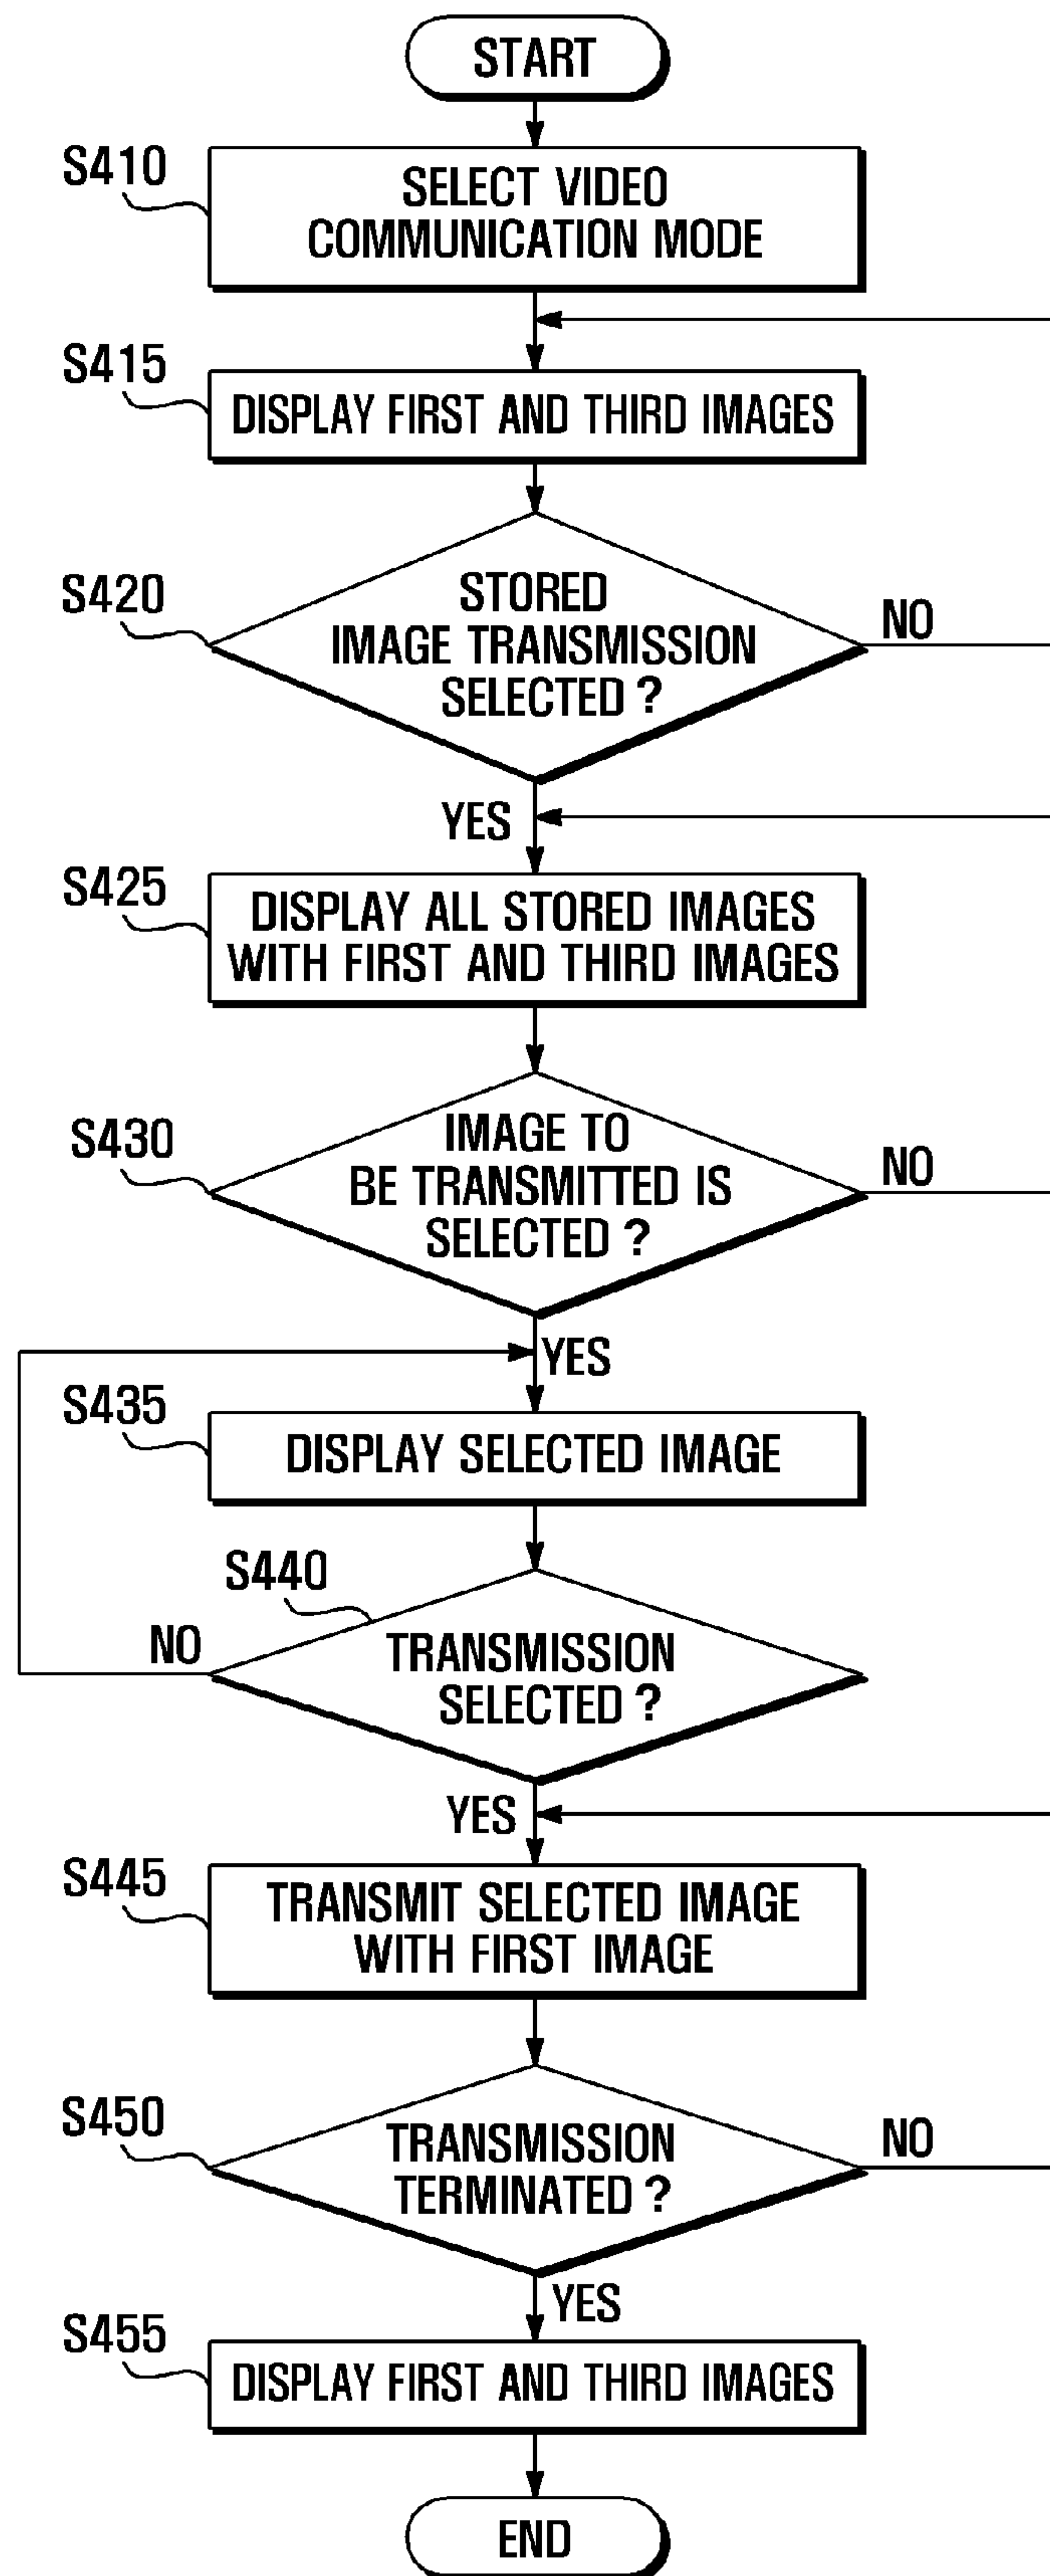 START
S410
SELECT VIDEO
COMMUNICATION MODE
S415
DISPLAY FIRST AND THIRD IMAGES
S420
STORED
IMAGE TRANSMISSION
SELECTED ?
NO
YES
S425
DISPLAY ALL STORED IMAGES
WITH FIRST AND THIRD IMAGES
S430
IMAGE TO
BE TRANSMITTED IS
SELECTED ?
NO
YES
S435
DISPLAY SELECTED IMAGE
S440
NO
TRANSMISSION
SELECTED ?
YES
S445
TRANSMIT SELECTED IMAGE
WITH FIRST IMAGE
S450
TRANSMISSION
TERMINATED ?
NO
YES
S455
DISPLAY FIRST AND THIRD IMAGES
END